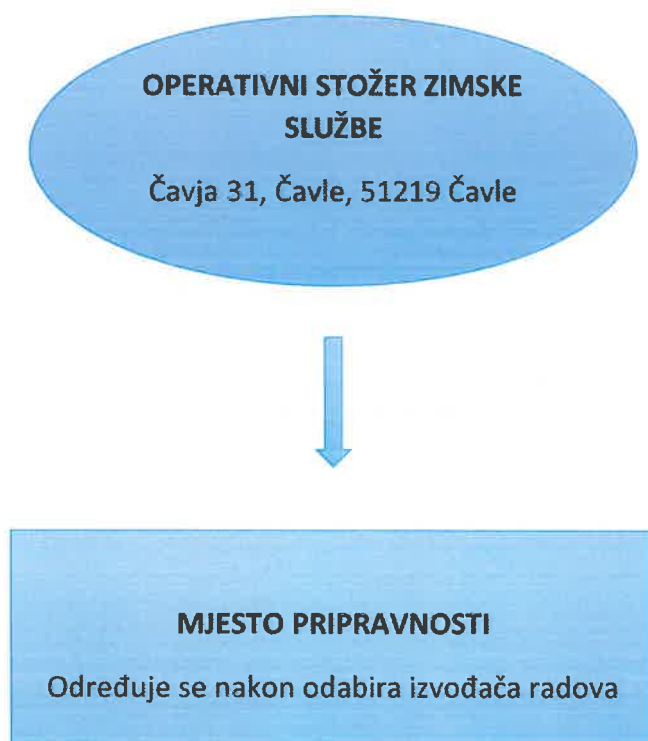 OPERATIVNI STOŽER ZIMSKE
SLUŽBE
Čavja 31, Čavle, 51219 Čavle
MJESTO PRIPRAVNOSTI
Određuje se nakon odabira izvođača radova